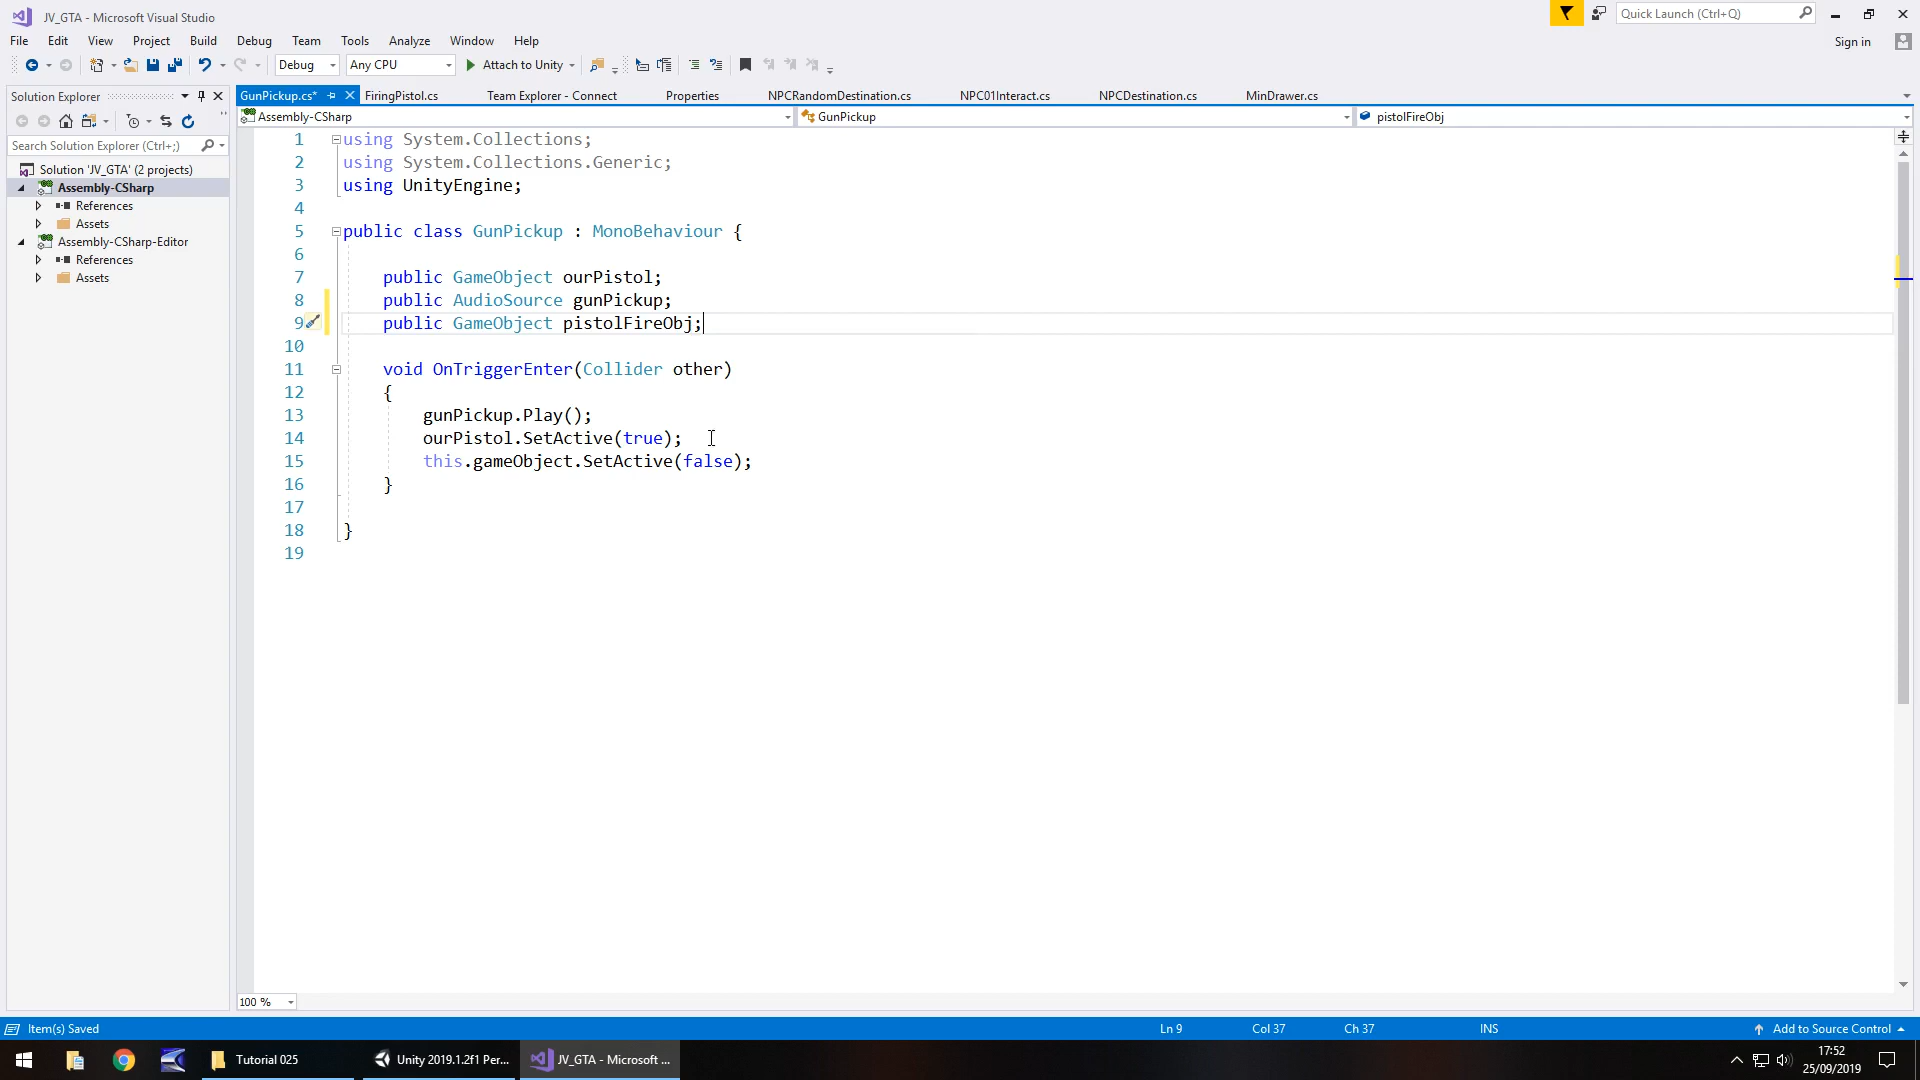 JV_GTA - Microsoft Visual Studio
Quick Launch (Ctrl+Q)
File Edit View Project Build Debug Team Tools Analyze Window Help
Sign in
Debug Any CPU Attach to Unity
Solution Explorer
GunPickup.cs* FiringPistol.cs Team Explorer - Connect Properties NPCRandomDestination.cs NPC01Interact.cs NPCDestination.cs MinDrawer.cs
Assembly-CSharp GunPickup pistolFireObj
Search Solution Explorer (Ctrl+;)
Solution 'JV_GTA' (2 projects)
Assembly-CSharp
References
Assets
Assembly-CSharp-Editor
References
Assets
1 using System.Collections;
2 using System.Collections.Generic;
3 using UnityEngine;
4
5 public class GunPickup : MonoBehaviour {
6
7 public GameObject ourPistol;
8 public AudioSource gunPickup;
9 public GameObject pistolFireObj;
10
11 void OnTriggerEnter(Collider other)
12 {
13 gunPickup.Play();
14 ourPistol.SetActive(true);
15 this.gameObject.SetActive(false);
16 }
17
18 }
19
100 %
Item(s) Saved Ln 9 Col 37 Ch 37 INS Add to Source Control
Tutorial 025 Unity 2019.1.2f1 Per... JV_GTA - Microsoft ...
17:52
25/09/2019